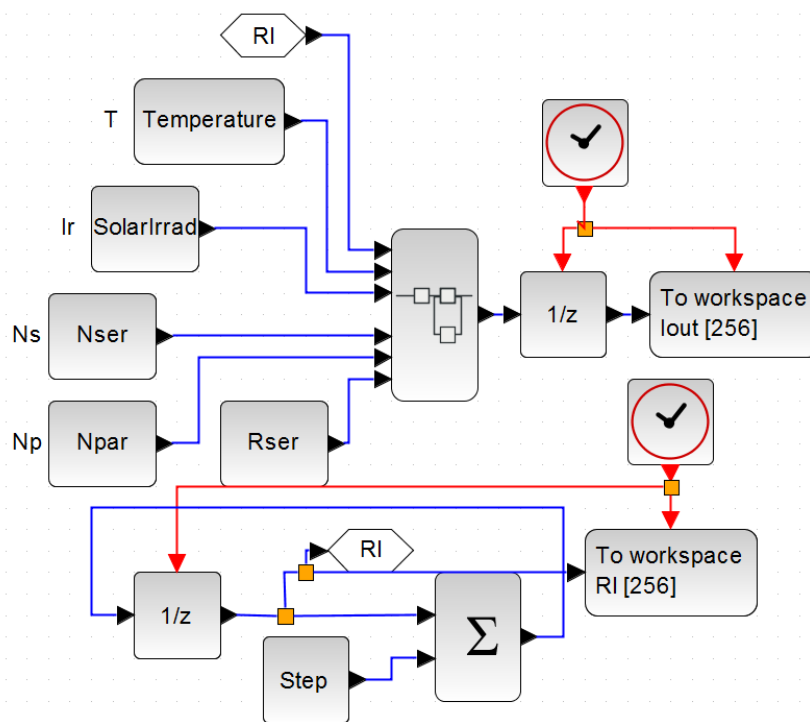 RI
T
Temperature
Ir
SolarIrrad
Ns
Nser
1/z
To workspace
Iout [256]
Np
Npar
Rser
RI
To workspace
RI [256]
1/z
Σ
Step